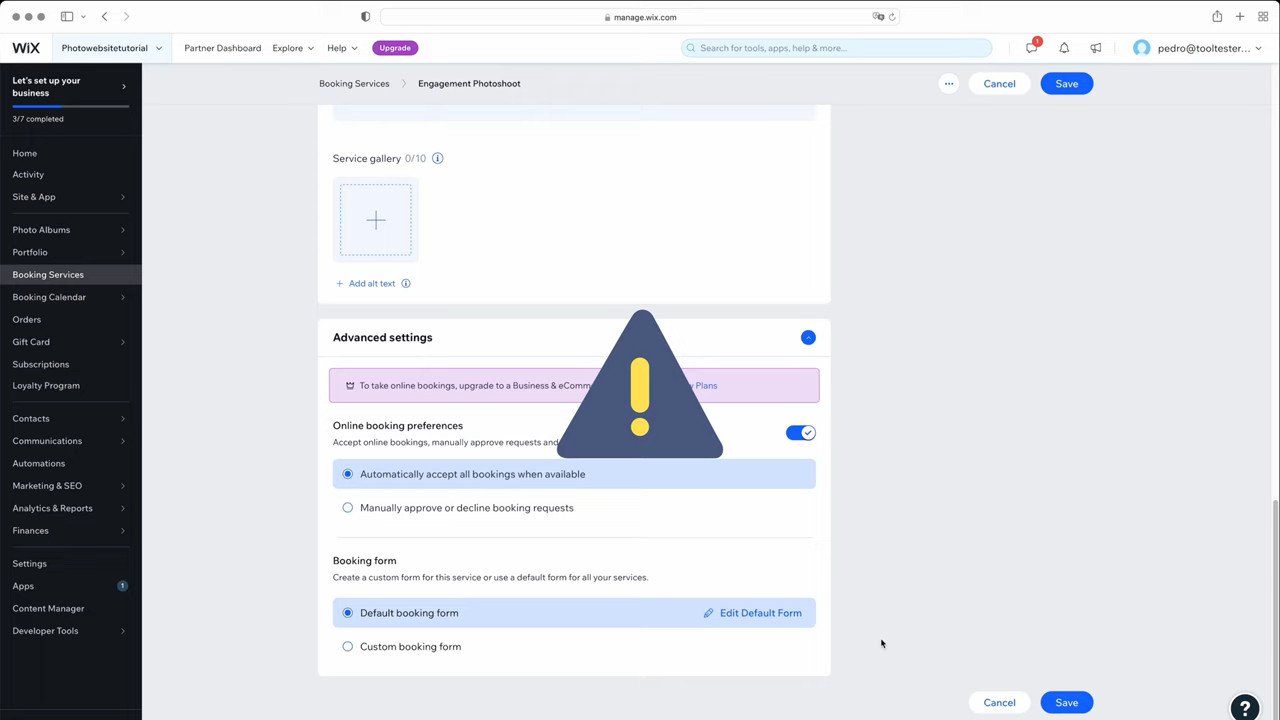 manage.wix.com
WiX
Photowebsitetutorial
Partner Dashboard
Explore
Help
Upgrade
Search for tools, apps, help & more...
1
pedro@tooltester...
Let's set up your
business
3/7 completed
Home
Activity
Site & App
Photo Albums
Portfolio
Booking Services
Booking Calendar
Orders
Gift Card
Subscriptions
Loyalty Program
Contacts
Communications
Automations
Marketing & SEO
Analytics & Reports
Finances
Settings
Apps
1
Content Manager
Developer Tools
Booking Services
Engagement Photoshoot
Cancel
Save
Service gallery 0/10
+ Add alt text
Advanced settings
To take online bookings, upgrade to a Business & eComm
Plans
Online booking preferences
Accept online bookings, manually approve requests and
Automatically accept all bookings when available
Manually approve or decline booking requests
Booking form
Create a custom form for this service or use a default form for all your services.
Default booking form
Edit Default Form
Custom booking form
Cancel
Save
?